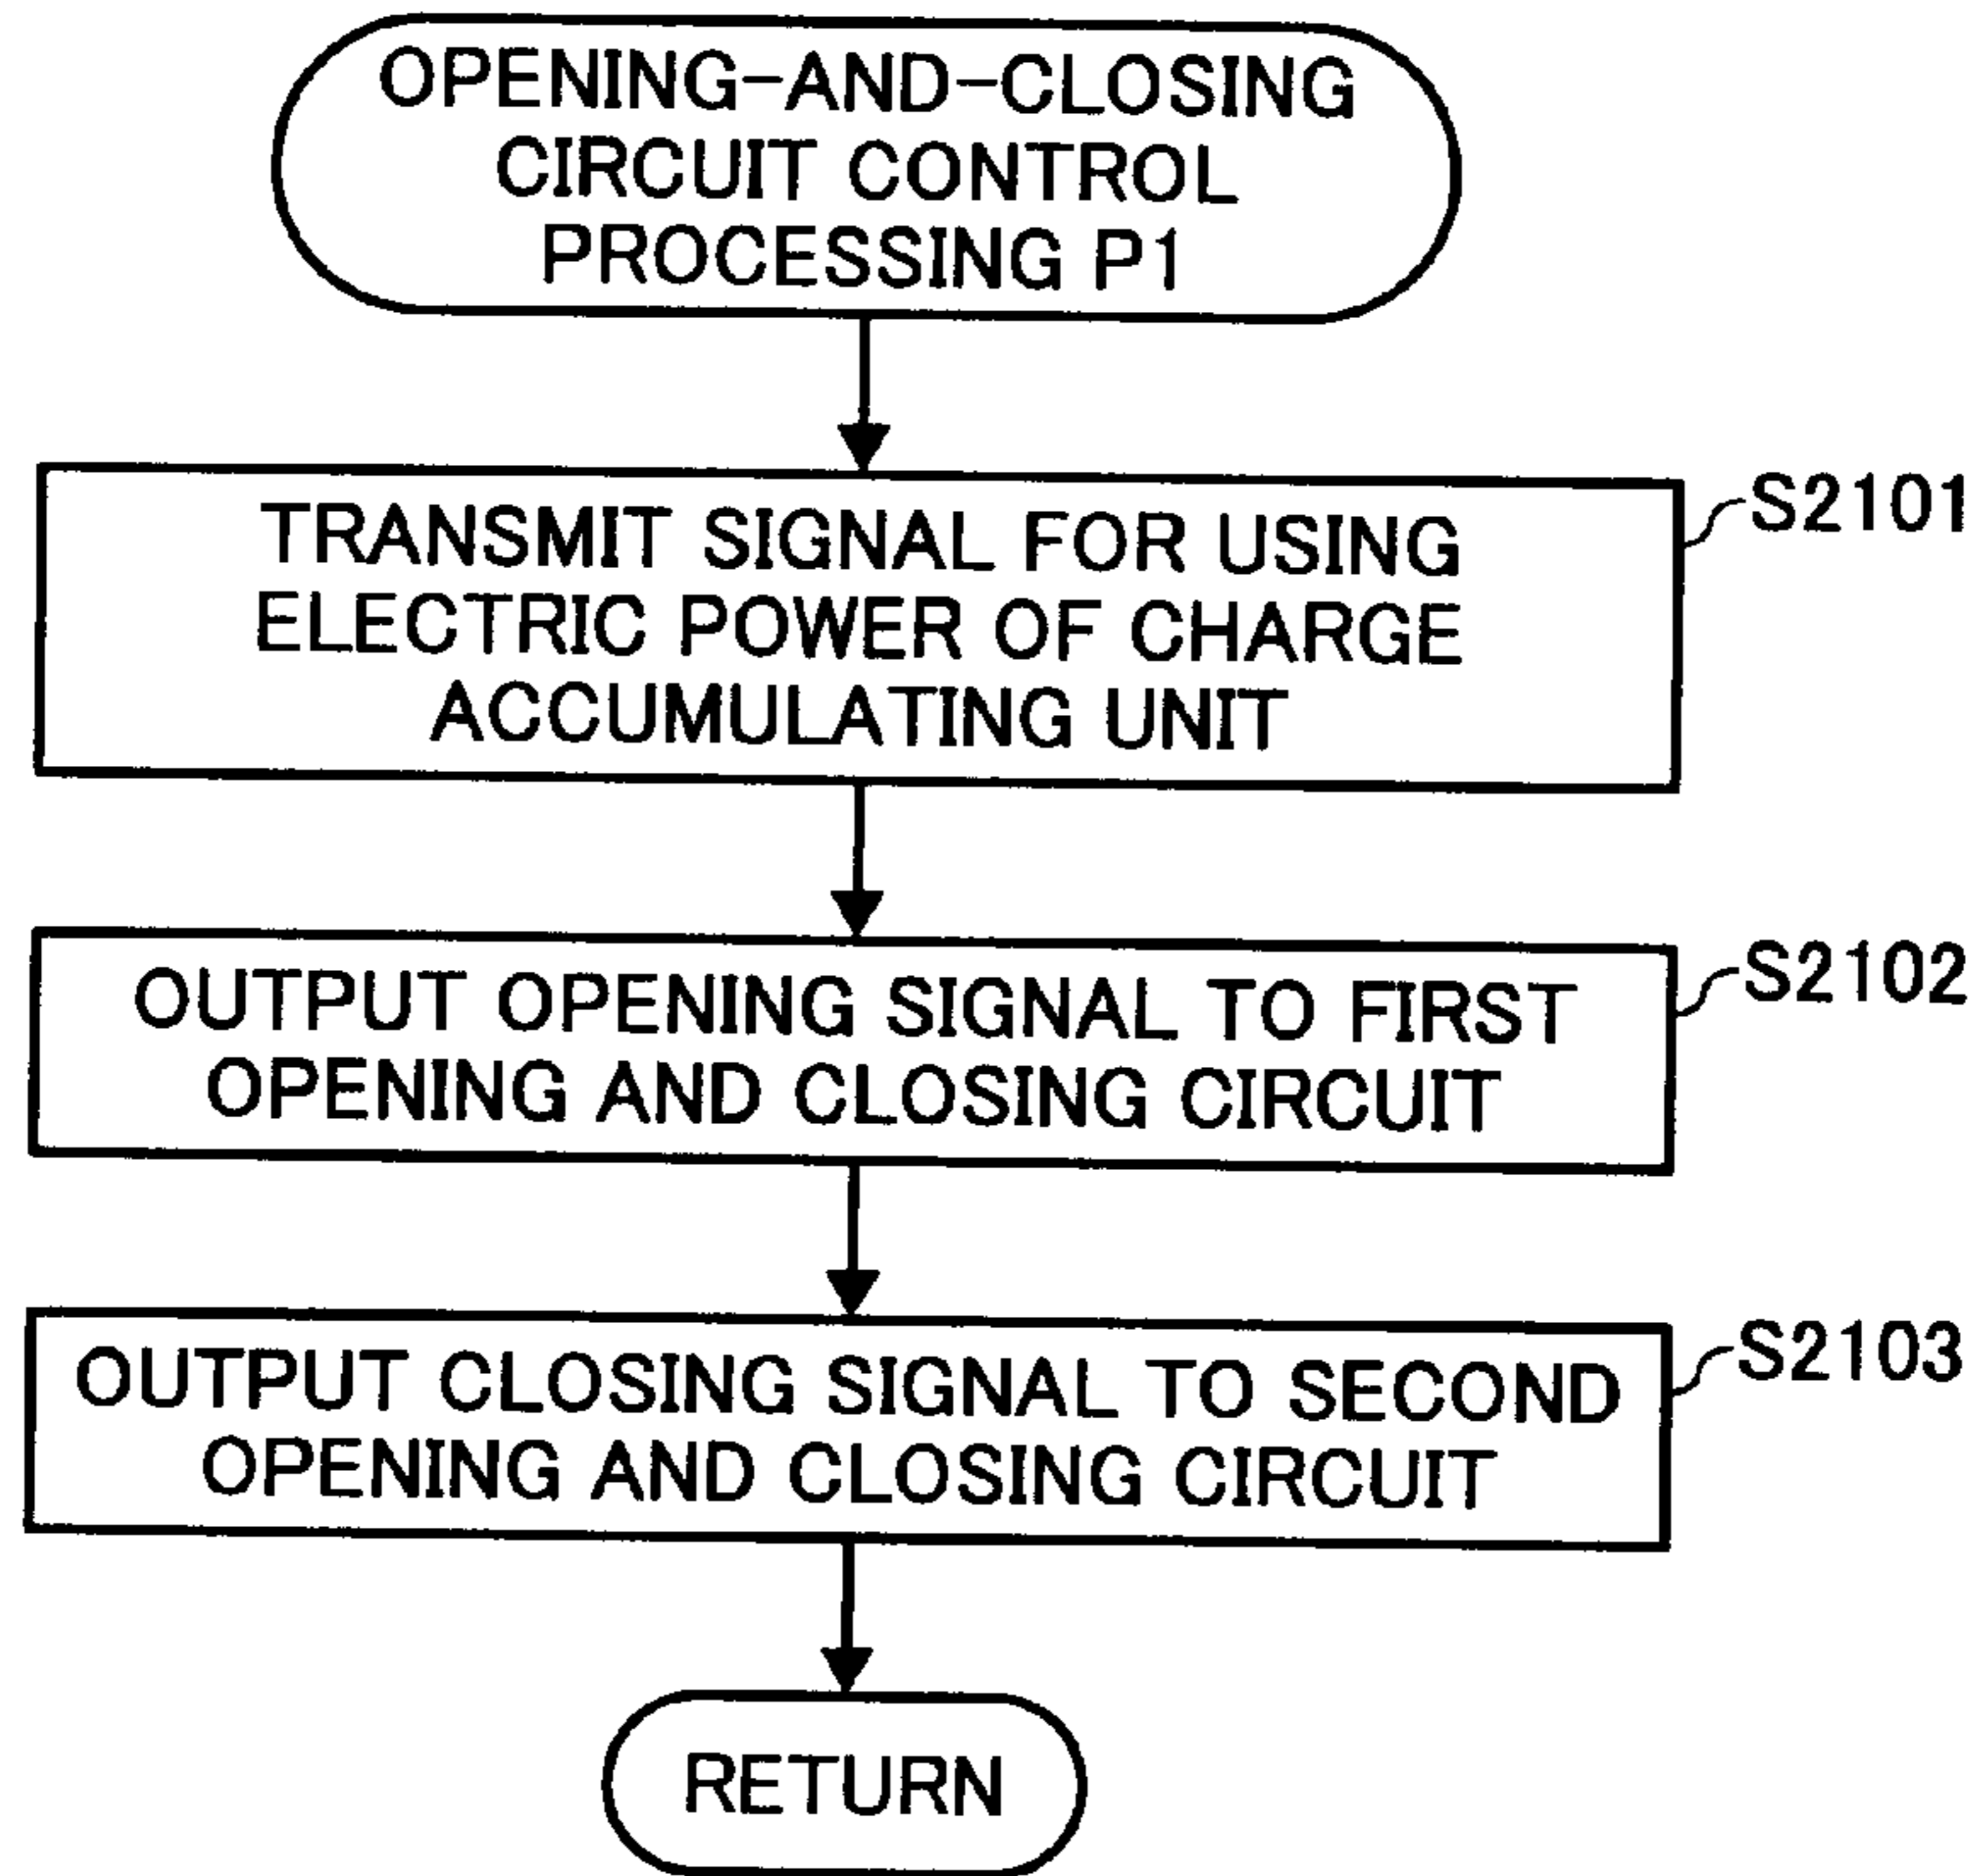 OPENING-AND-CLOSING
CIRCUIT CONTROL
PROCESSING P1
S2101
TRANSMIT SIGNAL FOR USING
ELECTRIC POWER OF CHARGE
ACCUMULATING UNIT
S2102
OUTPUT OPENING SIGNAL TO FIRST
OPENING AND CLOSING CIRCUIT
S2103
OUTPUT CLOSING SIGNAL TO SECOND
OPENING AND CLOSING CIRCUIT
RETURN